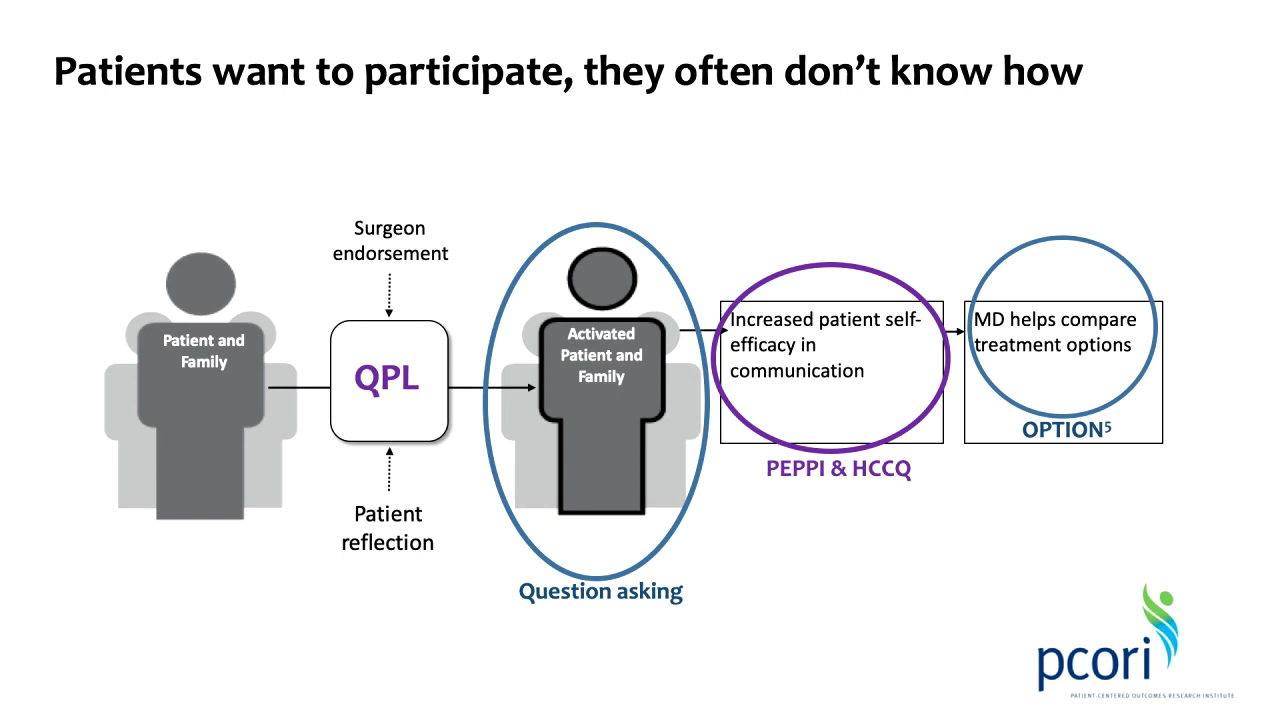 Patients want to participate, they often don’t know how
Surgeon
endorsement
Patient and
Family
QPL
Patient
reflection
Activated
Patient and
Family
Question asking
Increased patient self-
efficacy in
communication
PEPPI & HCCQ
MD helps compare
treatment options
OPTION⁵
pcori
PATIENT-CENTERED OUTCOMES RESEARCH INSTITUTE